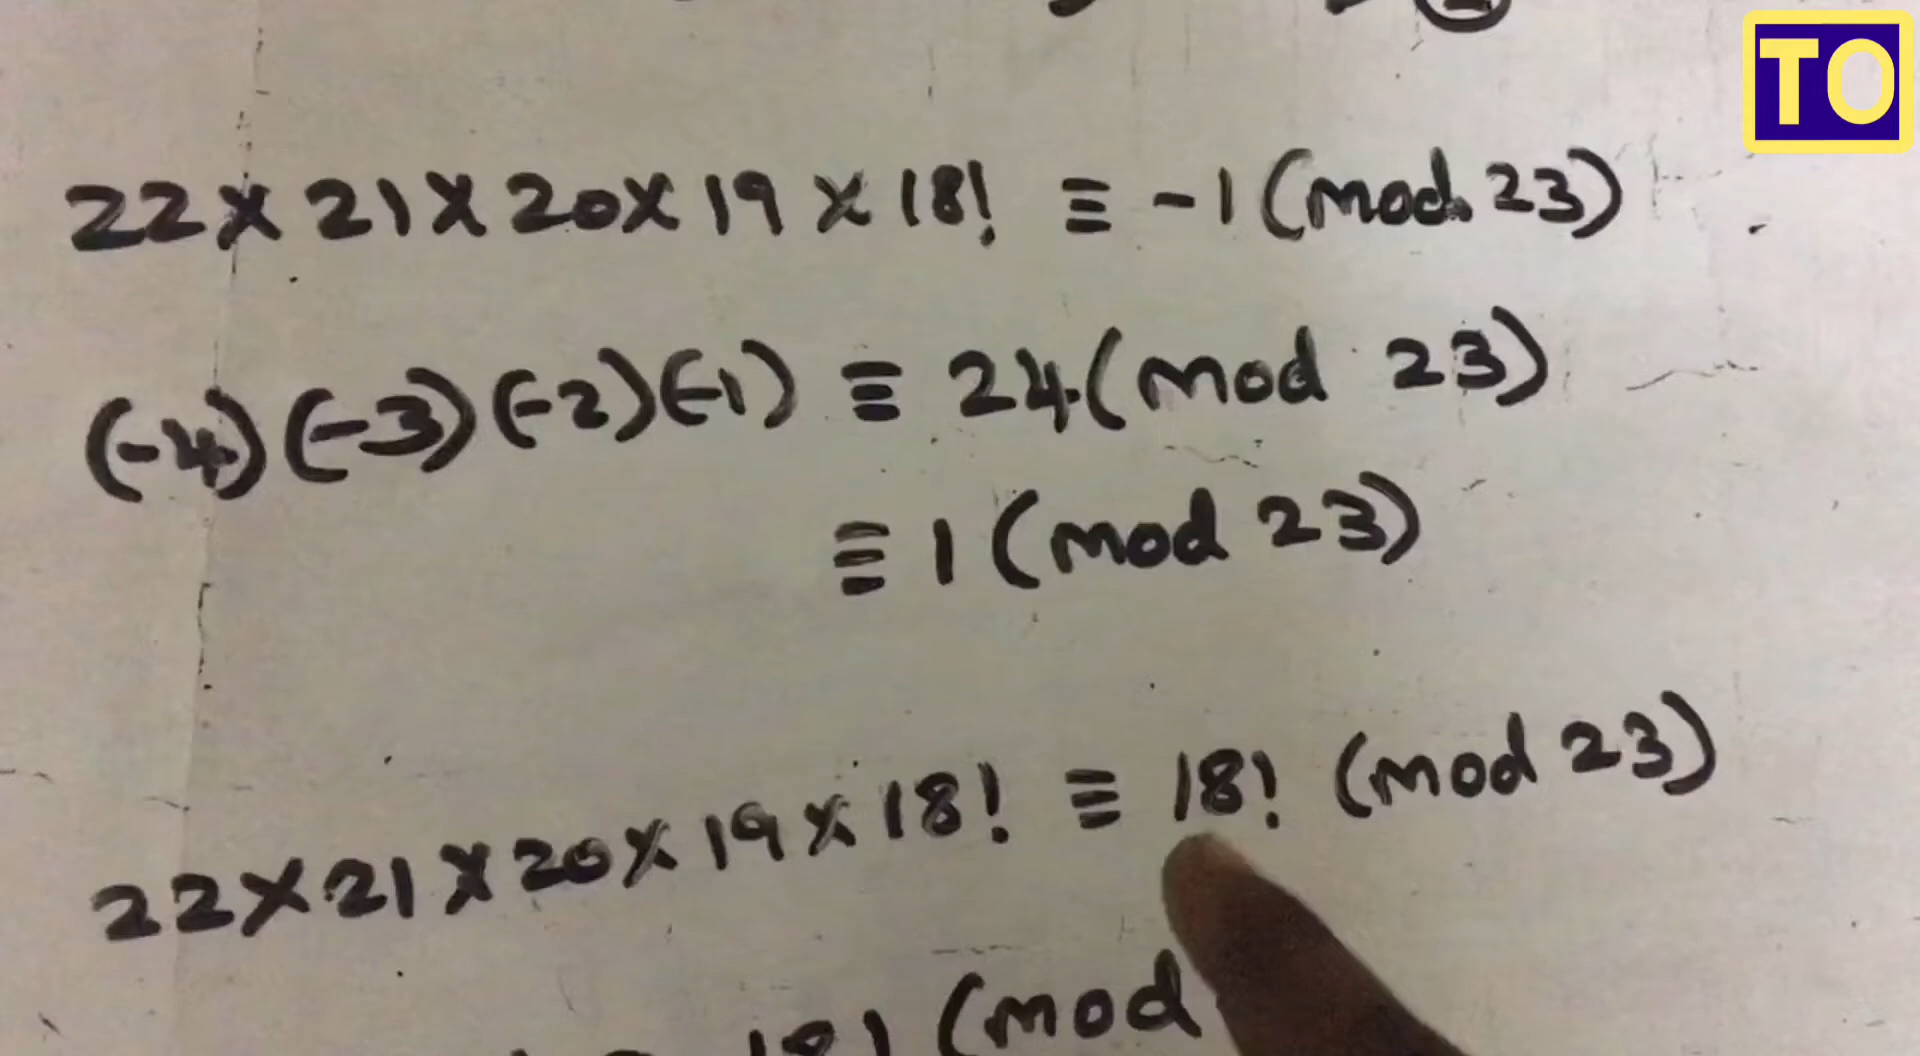 TO
22 × 21 × 20 × 19 × 18! ≡ -1 (mod 23)
(-4) (-3) (-2) (-1) ≡ 24 (mod 23)
≡ 1 (mod 23)
22 × 21 × 20 × 19 × 18! ≡ 18! (mod 23)
18! (mod